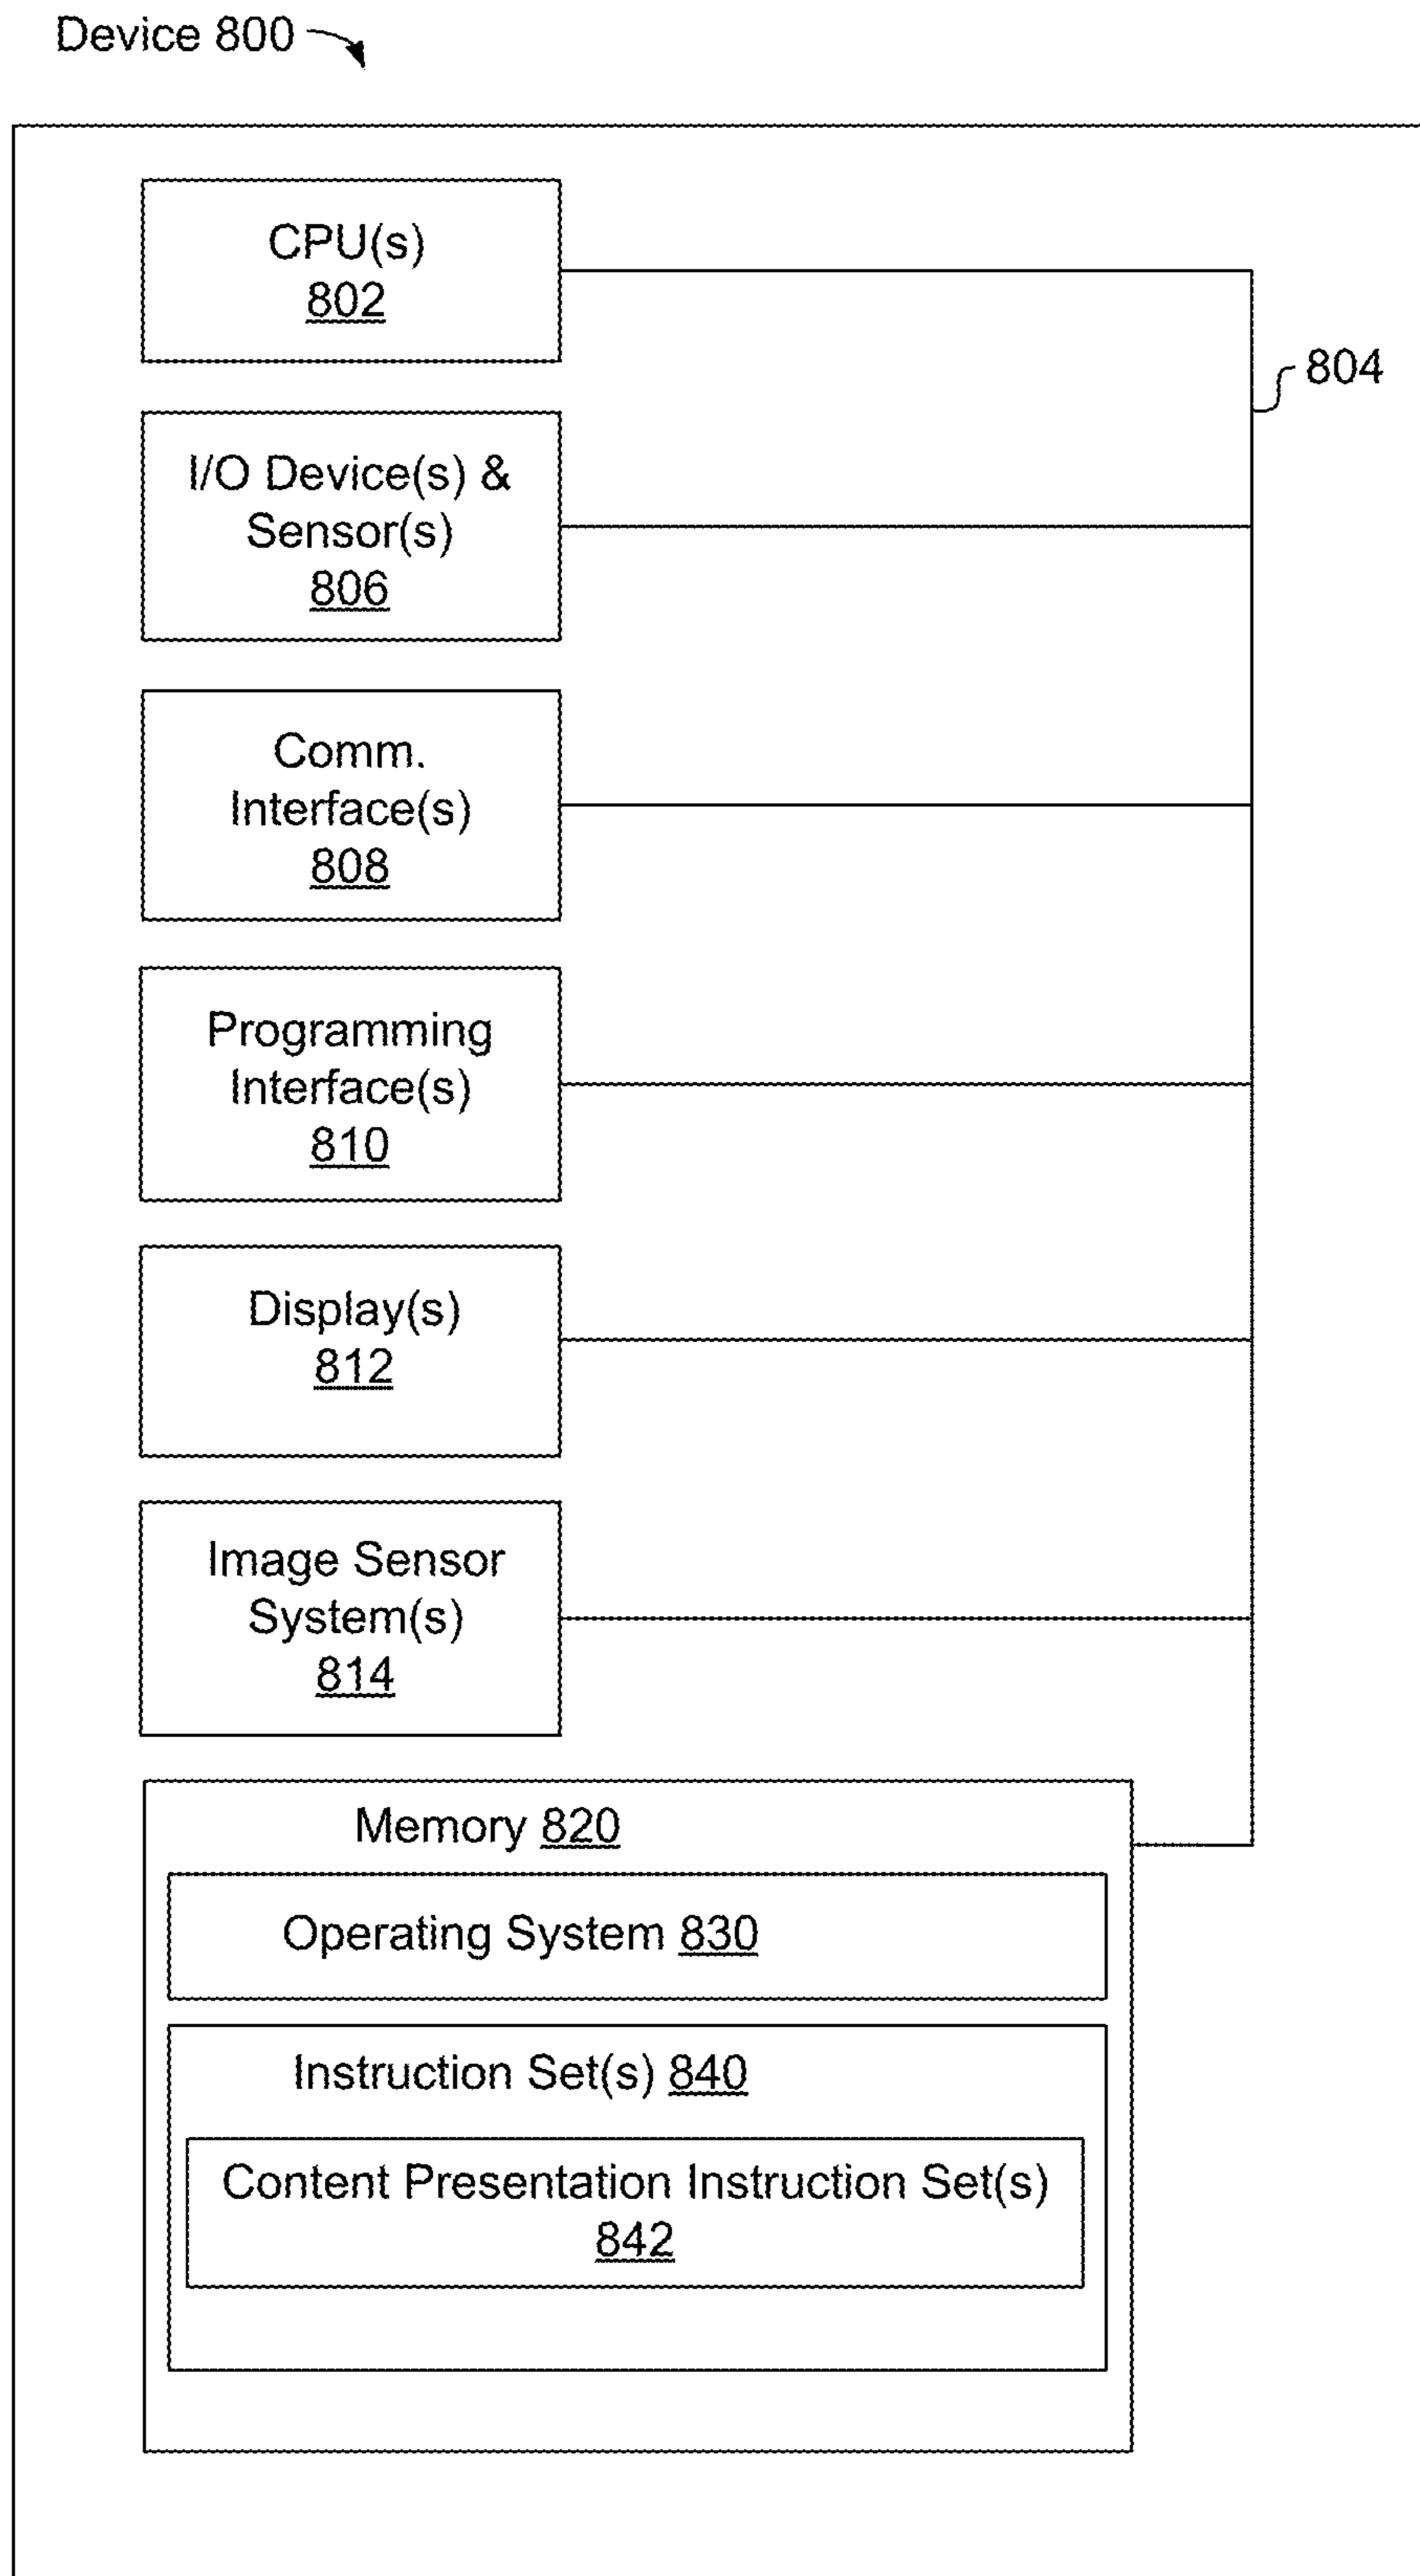 Device 800
CPU(s)
802
804
I/O Device(s) &
Sensor(s)
806
Comm.
Interface(s)
808
Programming
Interface(s)
810
Display(s)
812
Image Sensor
System(s)
814
Memory 820
Operating System 830
Instruction Set(s) 840
Content Presentation Instruction Set(s)
842